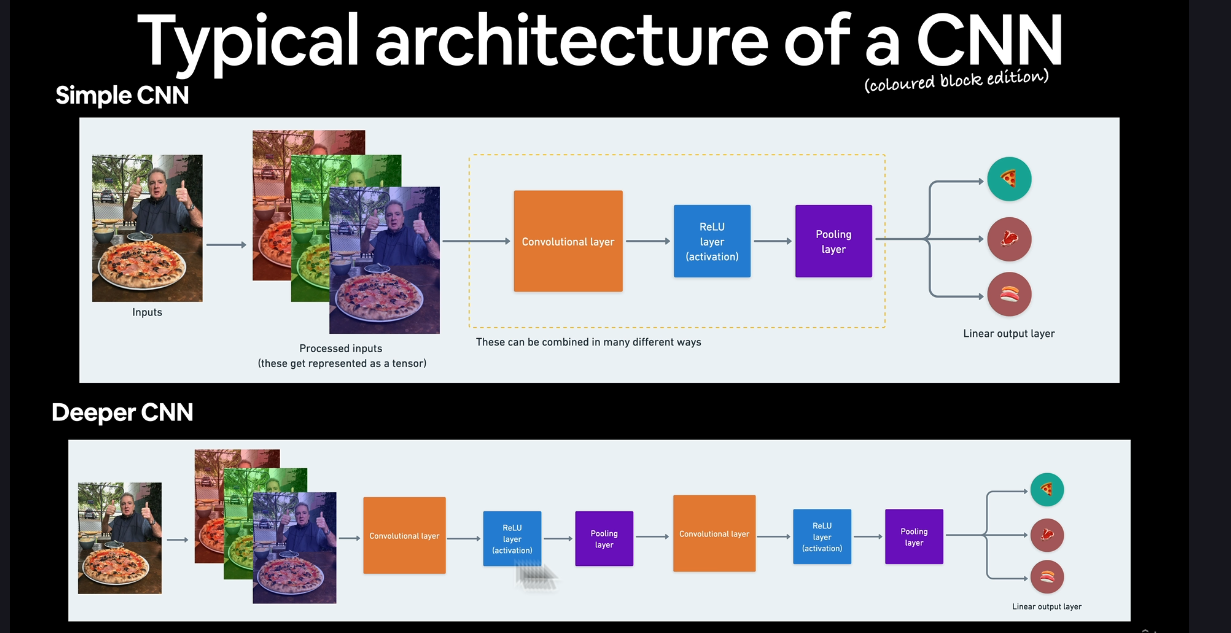 Typical architecture of a CNN
(coloured block edition)
Simple CNN
Inputs
Processed inputs
(these get represented as a tensor)
Convolutional layer
ReLU
layer
(activation)
Pooling
layer
These can be combined in many different ways
Linear output layer
Deeper CNN
Convolutional layer
ReLU
layer
(activation)
Pooling
layer
Convolutional layer
ReLU
layer
(activation)
Pooling
layer
Linear output layer